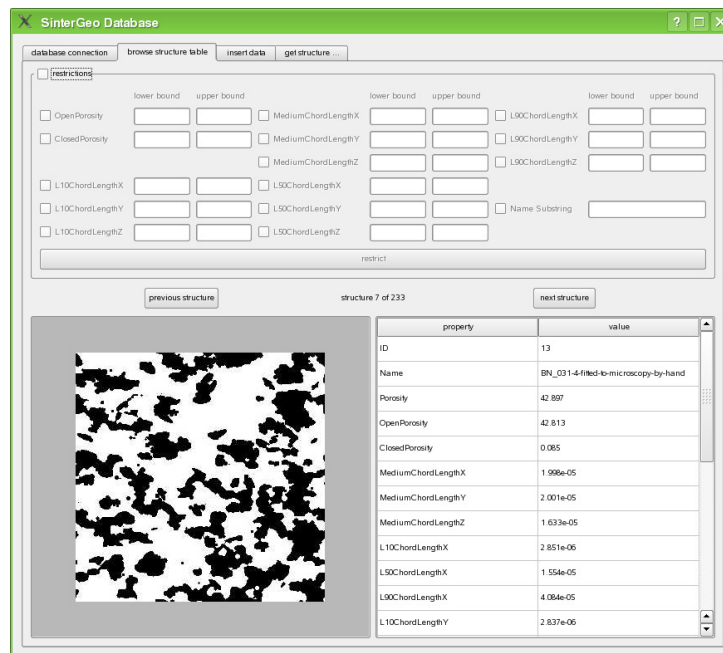 SinterGeo Database
database connection browse structure table insert data get structure ...
restrictions
lower bound upper bound lower bound upper bound lower bound upper bound
OpenPorosity MediumChordLengthX L90ChordLengthX
ClosedPorosity MediumChordLengthY L90ChordLengthY
MediumChordLengthZ L90ChordLengthZ
L10ChordLengthX L50ChordLengthX
L10ChordLengthY L50ChordLengthY Name Substring
L10ChordLengthZ L50ChordLengthZ
restrict
previous structure structure 7 of 233 next structure
property value
ID 13
Name BN_031-4-fitted-to-microscopy-by-hand
Porosity 42.897
OpenPorosity 42.813
ClosedPorosity 0.085
MediumChordLengthX 1.998e-05
MediumChordLengthY 2.001e-05
MediumChordLengthZ 1.633e-05
L10ChordLengthX 2.851e-06
L50ChordLengthX 1.554e-05
L90ChordLengthX 4.084e-05
L10ChordLengthY 2.837e-06